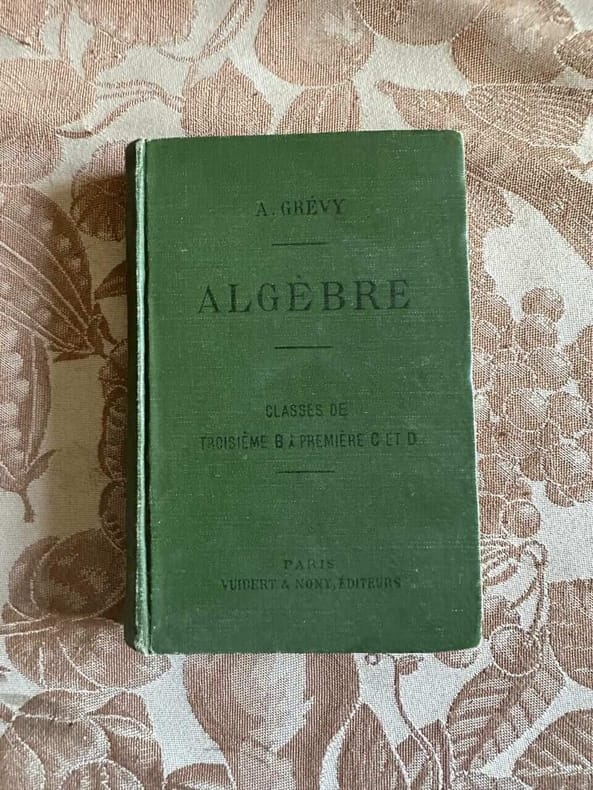 A. GRÉVY
ALGÈBRE
CLASSES DE
TROISIÈME B À PREMIÈRE C ET D
PARIS
VUIBERT & NONY, ÉDITEURS